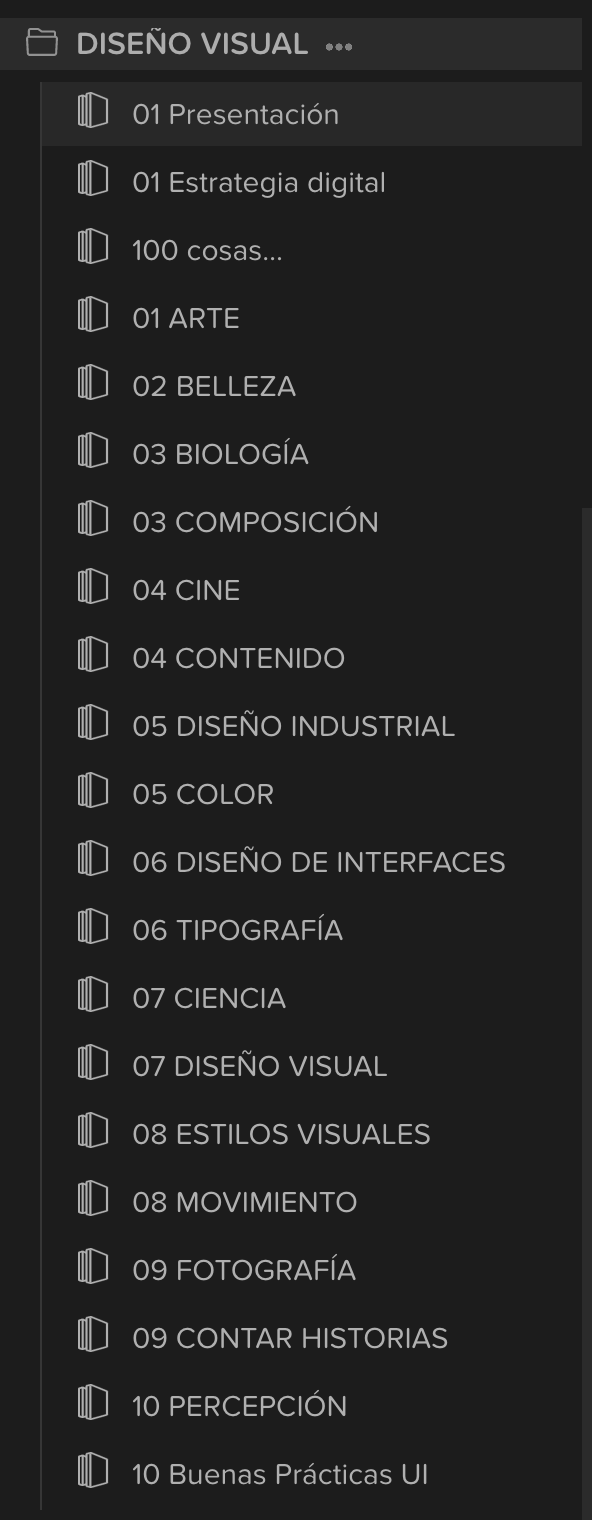 DISEÑO VISUAL •••
01 Presentación
01 Estrategia digital
100 cosas...
01 ARTE
02 BELLEZA
03 BIOLOGÍA
03 COMPOSICIÓN
04 CINE
04 CONTENIDO
05 DISEÑO INDUSTRIAL
05 COLOR
06 DISEÑO DE INTERFACES
06 TIPOGRAFÍA
07 CIENCIA
07 DISEÑO VISUAL
08 ESTILOS VISUALES
08 MOVIMIENTO
09 FOTOGRAFÍA
09 CONTAR HISTORIAS
10 PERCEPCIÓN
10 Buenas Prácticas UI